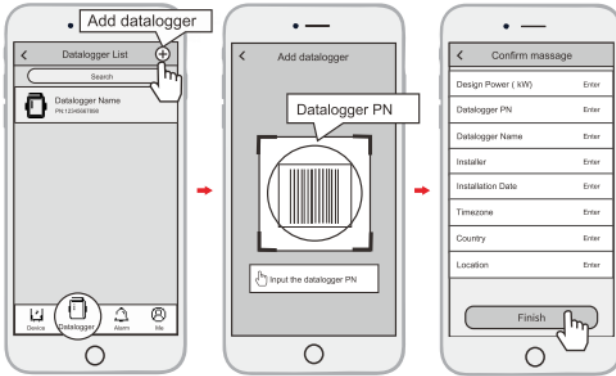 Add datalogger
Datalogger List
Search
Datalogger Name
PN:12345687898
Device
Datalogger
Alarm
Me
Add datalogger
Datalogger PN
Input the datalogger PN
Confirm massage
Design Power ( kW) Enter
Datalogger PN Enter
Datalogger Name Enter
Installer Enter
Installation Date Enter
Timezone Enter
Country Enter
Location Enter
Finish